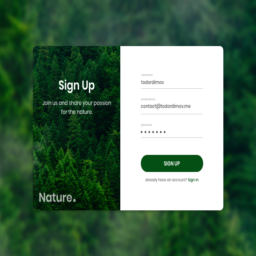 Sign Up
Join us and share your passion
for the nature.
Nature.
todordimov
contact@todordimov.me
SIGN UP
already have an account? Sign in